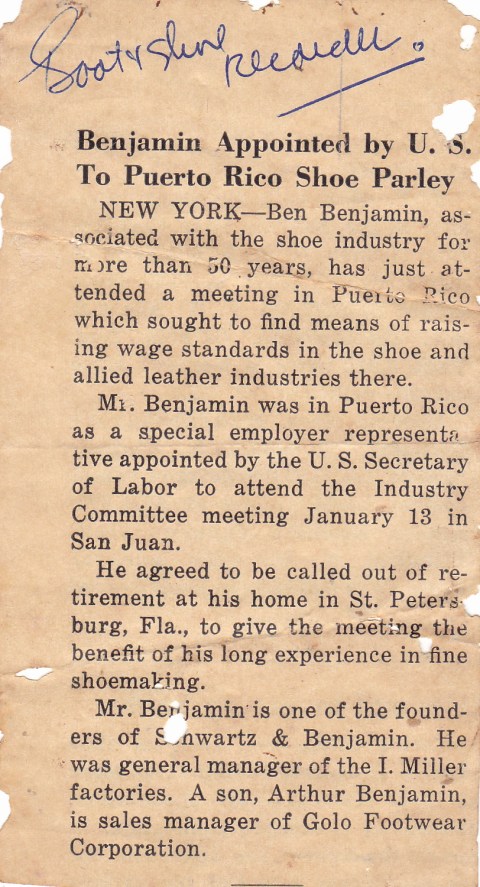 Boot & Shoe Recorder.
Benjamin Appointed by U. S.
To Puerto Rico Shoe Parley
NEW YORK—Ben Benjamin, as-
sociated with the shoe industry for
more than 50 years, has just at-
tended a meeting in Puerto Rico
which sought to find means of rais-
ing wage standards in the shoe and
allied leather industries there.
Mr. Benjamin was in Puerto Rico
as a special employer representa
tive appointed by the U. S. Secretary
of Labor to attend the Industry
Committee meeting January 13 in
San Juan.
He agreed to be called out of re-
tirement at his home in St. Peters-
burg, Fla., to give the meeting the
benefit of his long experience in fine
shoemaking.
Mr. Benjamin is one of the found-
ers of Schwartz & Benjamin. He
was general manager of the I. Miller
factories. A son, Arthur Benjamin,
is sales manager of Golo Footwear
Corporation.